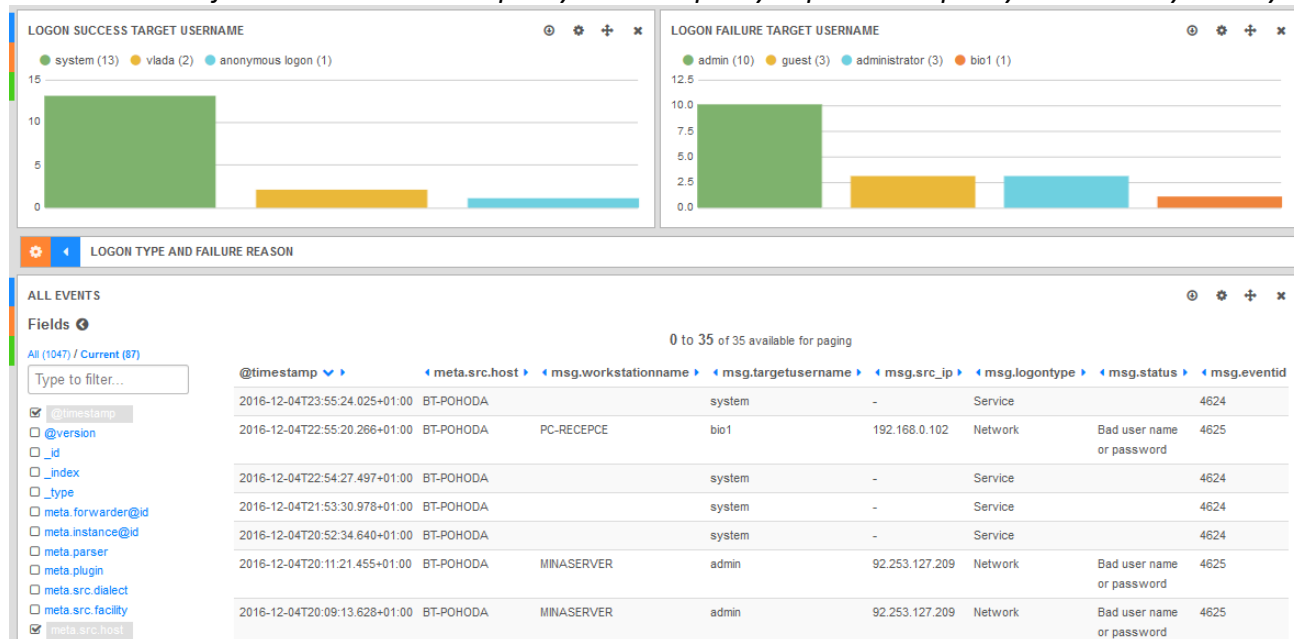 LOGON SUCCESS TARGET USERNAME
system (13) vlada (2) anonymous logon (1)
15
10
5
0
LOGON FAILURE TARGET USERNAME
admin (10) guest (3) administrator (3) bio1 (1)
12.5
10.0
7.5
5.0
2.5
0.0
LOGON TYPE AND FAILURE REASON
ALL EVENTS
Fields
All (1047) / Current (87)
Type to filter...
@timestamp
@version
_id
_index
_type
meta.forwarder@id
meta.instance@id
meta.parser
meta.plugin
meta.src.dialect
meta.src.facility
meta.src.host
0 to 35 of 35 available for paging
@timestamp meta.src.host msg.workstationname msg.targetusername msg.src_ip msg.logontype msg.status msg.eventid
2016-12-04T23:55:24.025+01:00 BT-POHODA system - Service 4624
2016-12-04T22:55:20.266+01:00 BT-POHODA PC-RECEPCE bio1 192.168.0.102 Network Bad user name 4625
or password
2016-12-04T22:54:27.497+01:00 BT-POHODA system - Service 4624
2016-12-04T21:53:30.978+01:00 BT-POHODA system - Service 4624
2016-12-04T20:52:34.640+01:00 BT-POHODA system - Service 4624
2016-12-04T20:11:21.455+01:00 BT-POHODA MINASERVER admin 92.253.127.209 Network Bad user name 4625
or password
2016-12-04T20:09:13.628+01:00 BT-POHODA MINASERVER admin 92.253.127.209 Network Bad user name 4625
or password